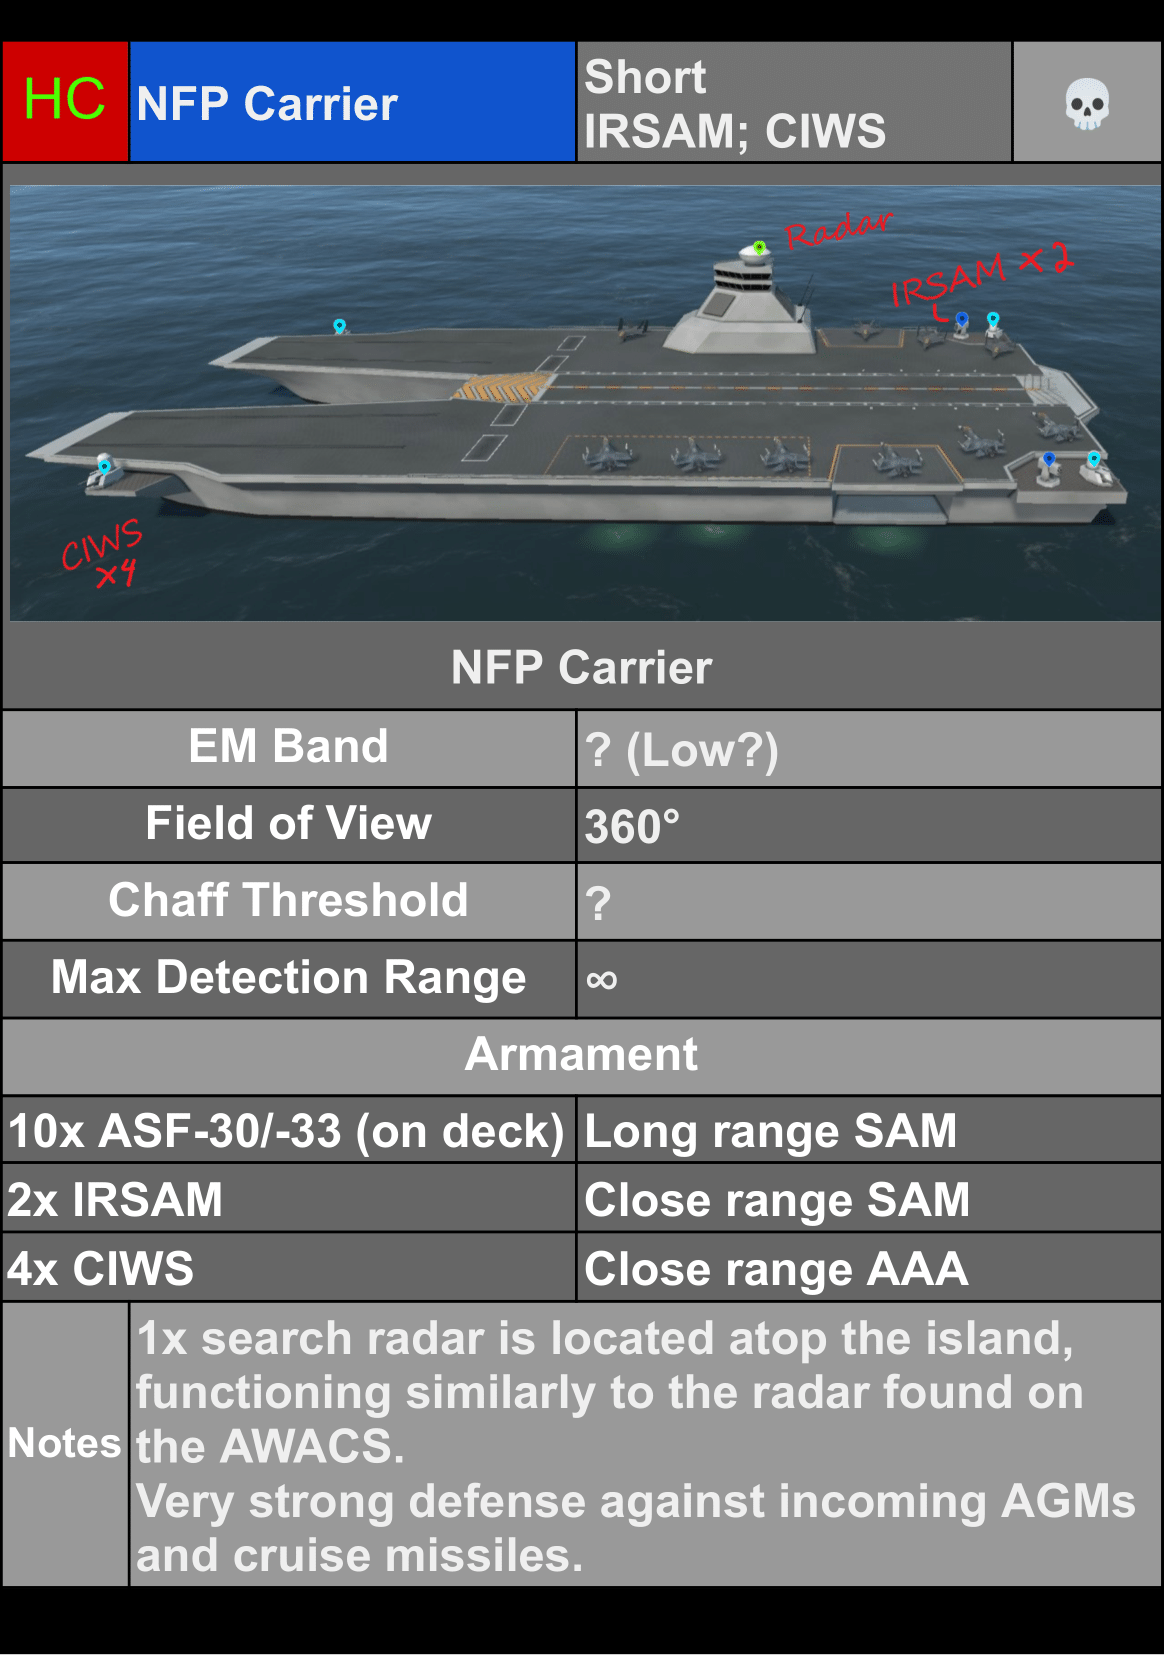 HC
NFP Carrier
Short
IRSAM; CIWS
Radar
IRSAM x2
CIWS
x4
NFP Carrier
EM Band
? (Low?)
Field of View
360°
Chaff Threshold
?
Max Detection Range
∞
Armament
10x ASF-30/-33 (on deck)
Long range SAM
2x IRSAM
Close range SAM
4x CIWS
Close range AAA
Notes
1x search radar is located atop the island,
functioning similarly to the radar found on
the AWACS.
Very strong defense against incoming AGMs
and cruise missiles.